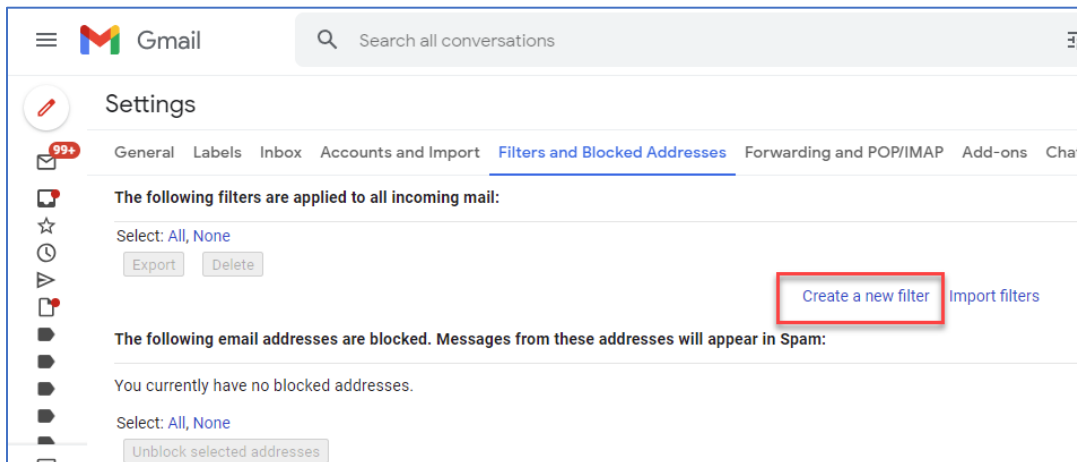 Gmail
Search all conversations
Settings
99+
General Labels Inbox Accounts and Import Filters and Blocked Addresses Forwarding and POP/IMAP Add-ons Cha
The following filters are applied to all incoming mail:
Select: All, None
Export Delete
Create a new filter Import filters
The following email addresses are blocked. Messages from these addresses will appear in Spam:
You currently have no blocked addresses.
Select: All, None
Unblock selected addresses